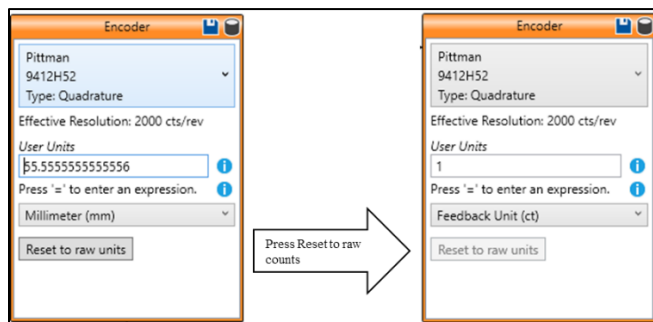 Encoder
Pittman
9412H52
Type: Quadrature
Effective Resolution: 2000 cts/rev
User Units
55.5555555555556
Press '=' to enter an expression.
Millimeter (mm)
Reset to raw units
Press Reset to raw
counts
Encoder
Pittman
9412H52
Type: Quadrature
Effective Resolution: 2000 cts/rev
User Units
1
Press '=' to enter an expression.
Feedback Unit (ct)
Reset to raw units